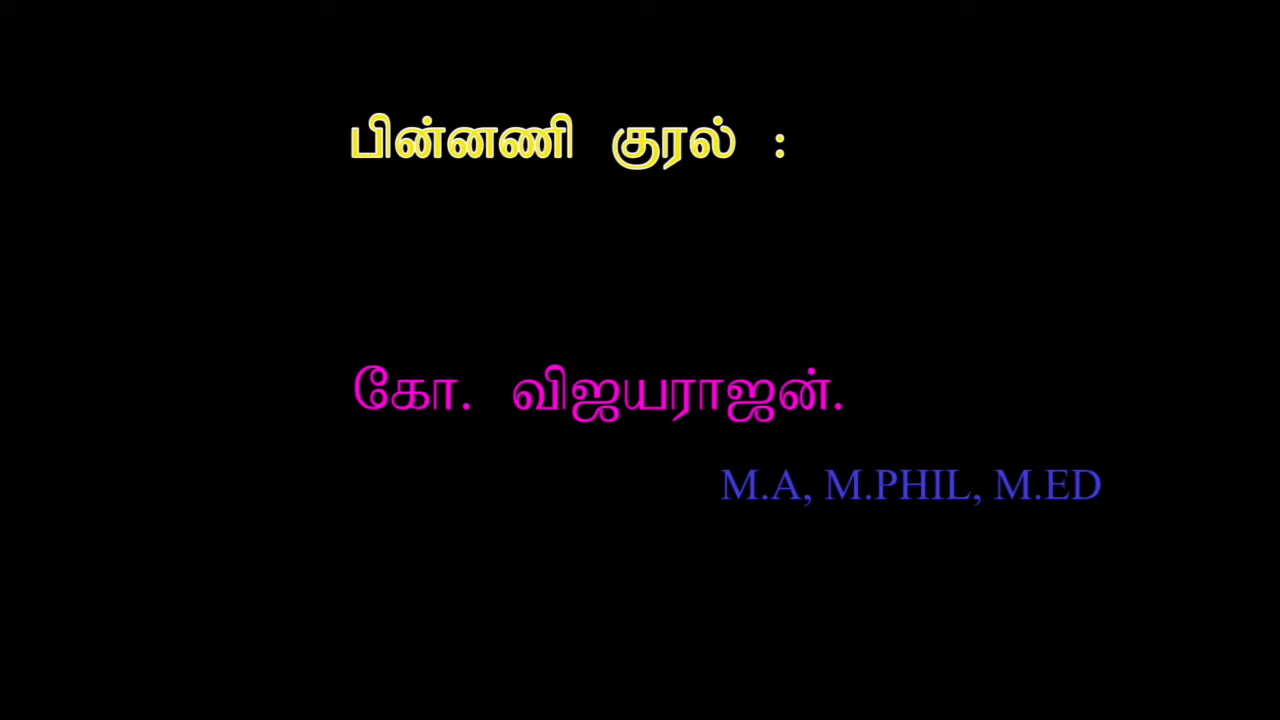 பின்னணி குரல் :
கோ. விஜயராஜன்.
M.A, M.PHIL, M.ED